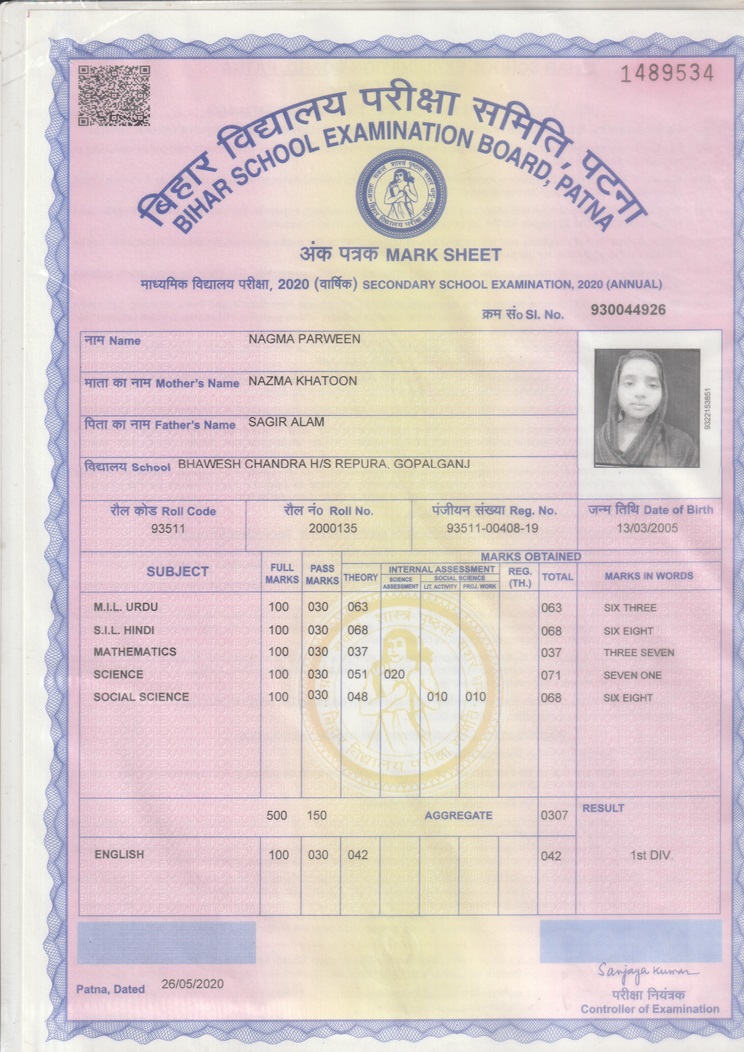 1489534
बिहार विद्यालय परीक्षा समिति, पटना
BIHAR SCHOOL EXAMINATION BOARD, PATNA
अंक पत्रक MARK SHEET
माध्यमिक विद्यालय परीक्षा, 2020 (वार्षिक) SECONDARY SCHOOL EXAMINATION, 2020 (ANNUAL)
क्रम सं० Sl. No. 930044926
नाम Name NAGMA PARWEEN
माता का नाम Mother's Name NAZMA KHATOON
पिता का नाम Father's Name SAGIR ALAM
विद्यालय School BHAWESH CHANDRA H/S REPURA, GOPALGANJ
9322153851
रौल कोड Roll Code रौल नं० Roll No. पंजीयन संख्या Reg. No. जन्म तिथि Date of Birth
93511 2000135 93511-00408-19 13/03/2005
MARKS OBTAINED
SUBJECT FULL MARKS PASS MARKS THEORY INTERNAL ASSESSMENT REG. (TH.) TOTAL MARKS IN WORDS
SCIENCE ASSESSMENT SOCIAL SCIENCE
LIT. ACTIVITY PROJ. WORK
M.I.L. URDU 100 030 063 063 SIX THREE
S.I.L. HINDI 100 030 068 068 SIX EIGHT
MATHEMATICS 100 030 037 037 THREE SEVEN
SCIENCE 100 030 051 020 071 SEVEN ONE
SOCIAL SCIENCE 100 030 048 010 010 068 SIX EIGHT
500 150 AGGREGATE 0307 RESULT
ENGLISH 100 030 042 042 1st DIV.
Patna, Dated 26/05/2020
Sanjaya Kumar
परीक्षा नियंत्रक
Controller of Examination